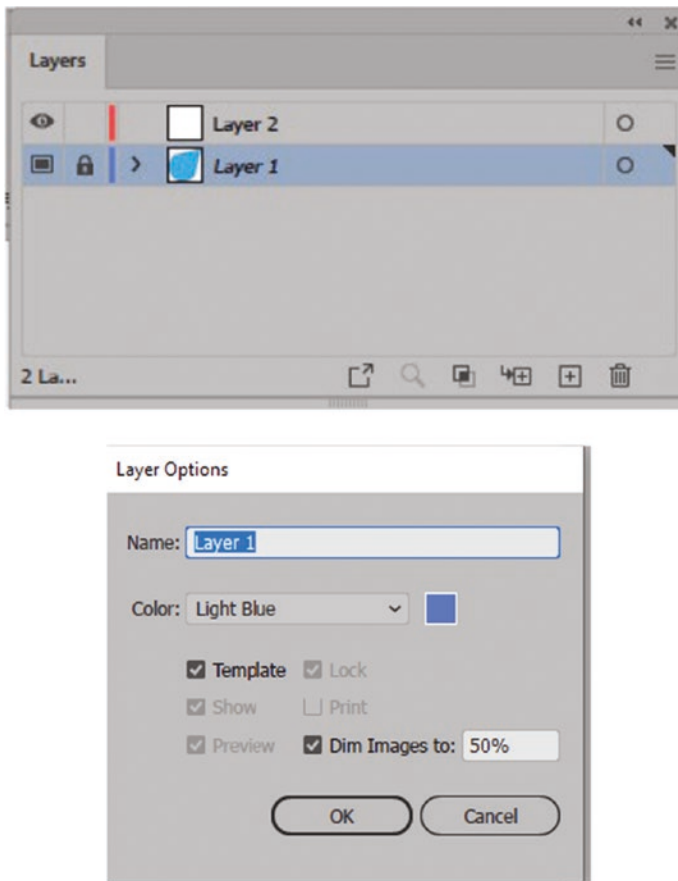 Layers
Layer 2
Layer 1
2 La...
Layer Options
Name: Layer 1
Color: Light Blue
Template Lock
Show Print
Preview Dim Images to: 50%
OK Cancel